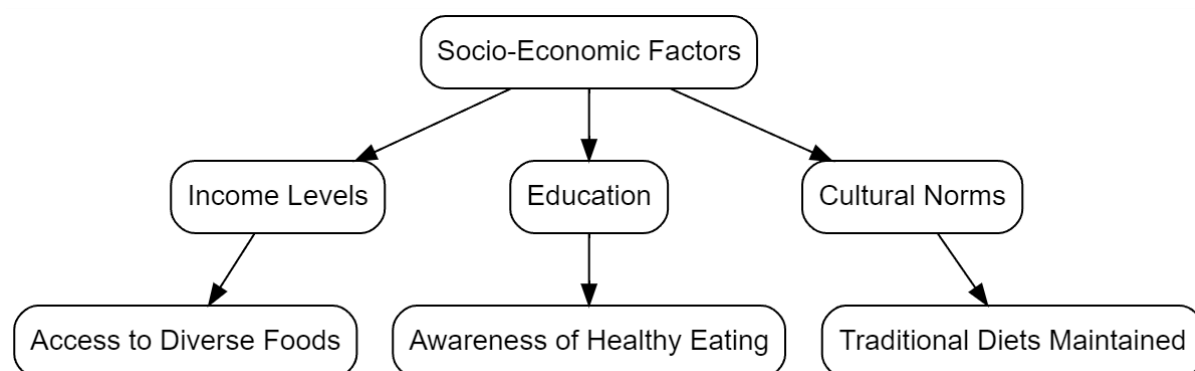 Socio-Economic Factors
Income Levels
Education
Cultural Norms
Access to Diverse Foods
Awareness of Healthy Eating
Traditional Diets Maintained